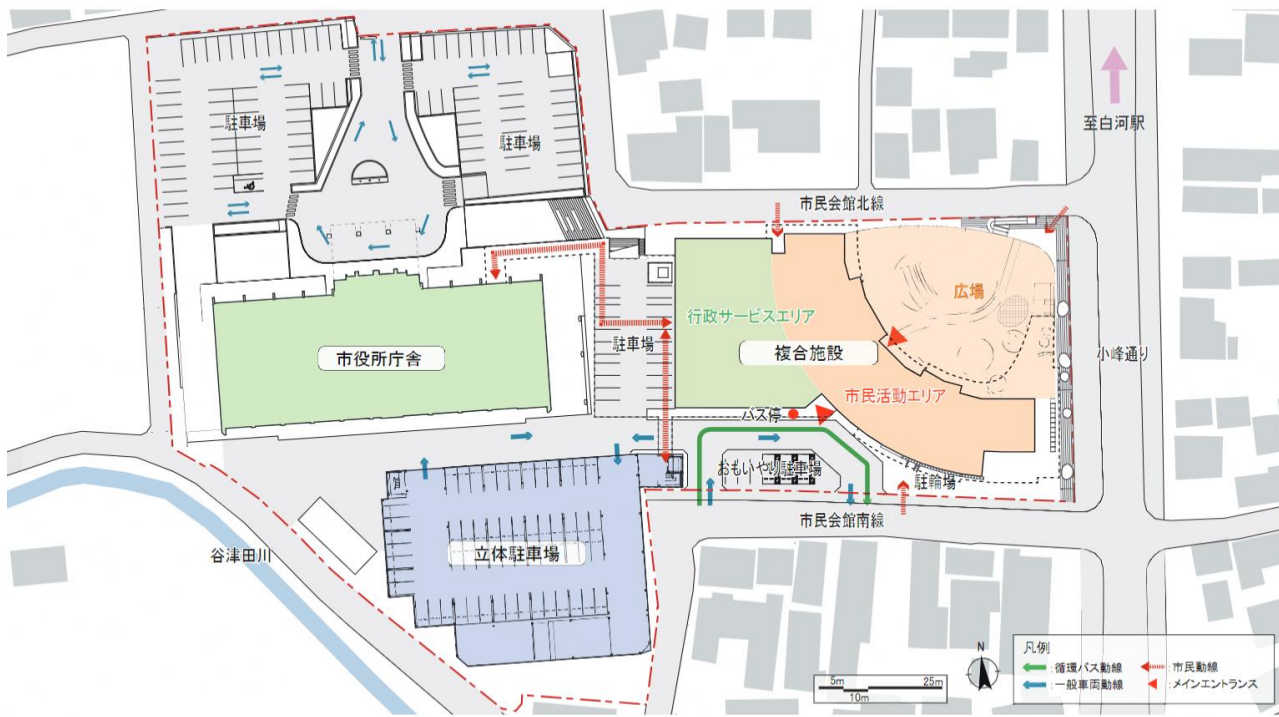 駐車場
駐車場
至白河駅
市民会館北線
広場
行政サービスエリア
駐車場
複合施設
小峰通り
市役所庁舎
市民活動エリア
バス停
おもいやり駐車場
駐輪場
市民会館南線
谷津田川
立体駐車場
N
凡例
循環バス動線
市民動線
一般車両動線
メインエントランス
5m
25m
10m